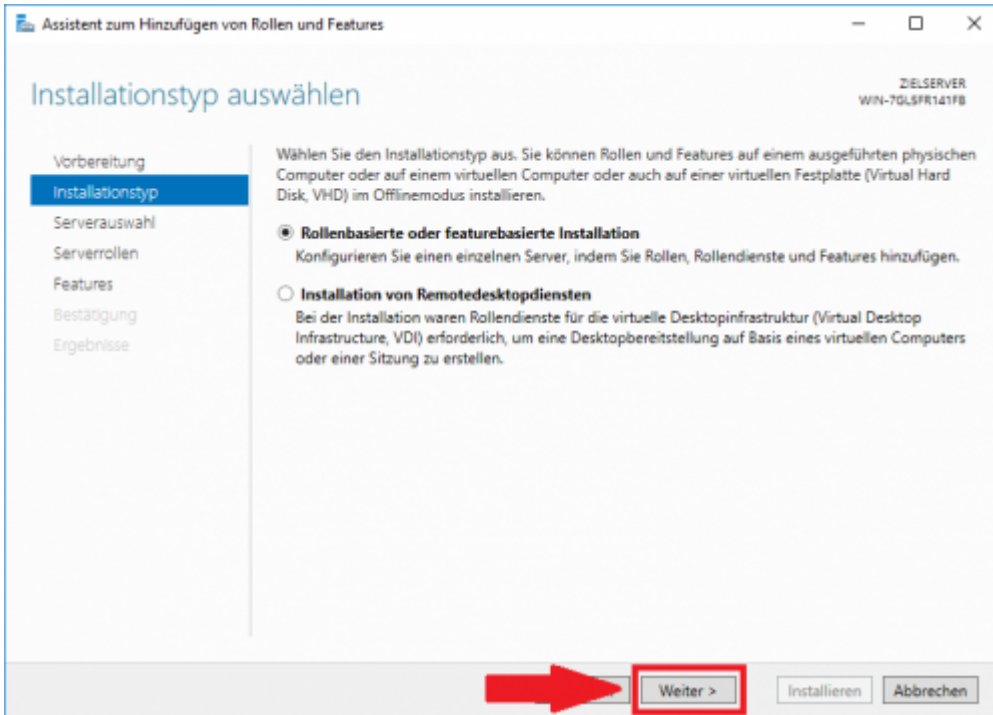 Assistent zum Hinzufügen von Rollen und Features
Installationstyp auswählen
ZIELSERVER
WIN-7GLSFR141FB
Vorbereitung
Installationstyp
Serverauswahl
Serverrollen
Features
Bestätigung
Ergebnisse
Wählen Sie den Installationstyp aus. Sie können Rollen und Features auf einem ausgeführten physischen
Computer oder auf einem virtuellen Computer oder auch auf einer virtuellen Festplatte (Virtual Hard
Disk, VHD) im Offlinemodus installieren.
Rollenbasierte oder featurebasierte Installation
Konfigurieren Sie einen einzelnen Server, indem Sie Rollen, Rollendienste und Features hinzufügen.
Installation von Remotedesktopdiensten
Bei der Installation waren Rollendienste für die virtuelle Desktopinfrastruktur (Virtual Desktop
Infrastructure, VDI) erforderlich, um eine Desktopbereitstellung auf Basis eines virtuellen Computers
oder einer Sitzung zu erstellen.
Weiter >
Installieren
Abbrechen